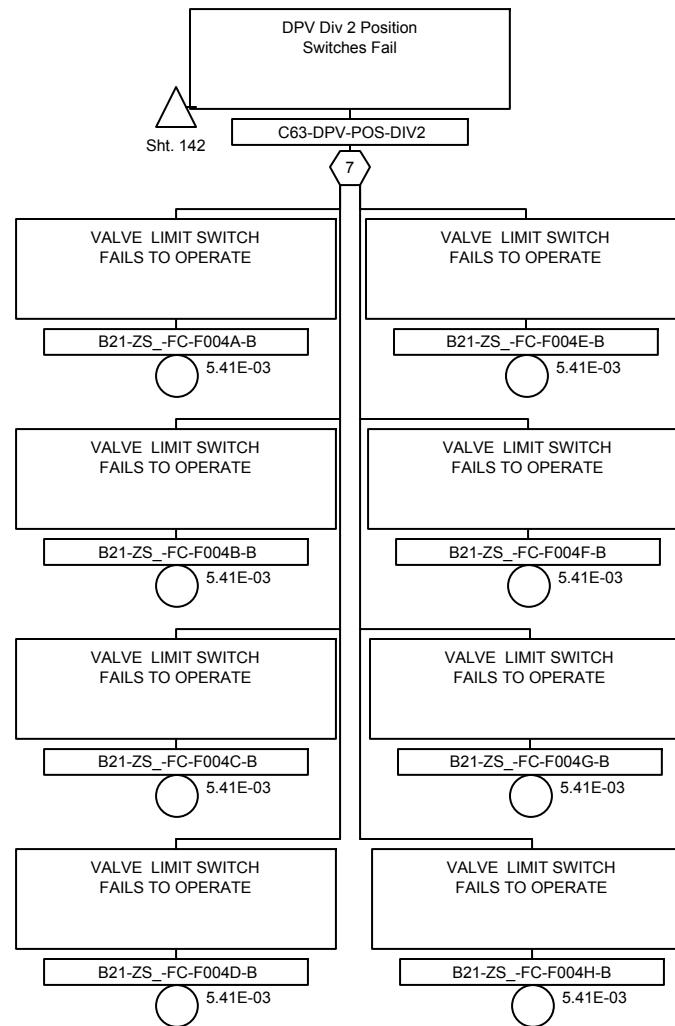 DPV Div 2 Position
Switches Fail
Sht. 142
C63-DPV-POS-DIV2
7
VALVE LIMIT SWITCH
FAILS TO OPERATE
B21-ZS_-FC-F004A-B
5.41E-03
VALVE LIMIT SWITCH
FAILS TO OPERATE
B21-ZS_-FC-F004E-B
5.41E-03
VALVE LIMIT SWITCH
FAILS TO OPERATE
B21-ZS_-FC-F004B-B
5.41E-03
VALVE LIMIT SWITCH
FAILS TO OPERATE
B21-ZS_-FC-F004F-B
5.41E-03
VALVE LIMIT SWITCH
FAILS TO OPERATE
B21-ZS_-FC-F004C-B
5.41E-03
VALVE LIMIT SWITCH
FAILS TO OPERATE
B21-ZS_-FC-F004G-B
5.41E-03
VALVE LIMIT SWITCH
FAILS TO OPERATE
B21-ZS_-FC-F004D-B
5.41E-03
VALVE LIMIT SWITCH
FAILS TO OPERATE
B21-ZS_-FC-F004H-B
5.41E-03